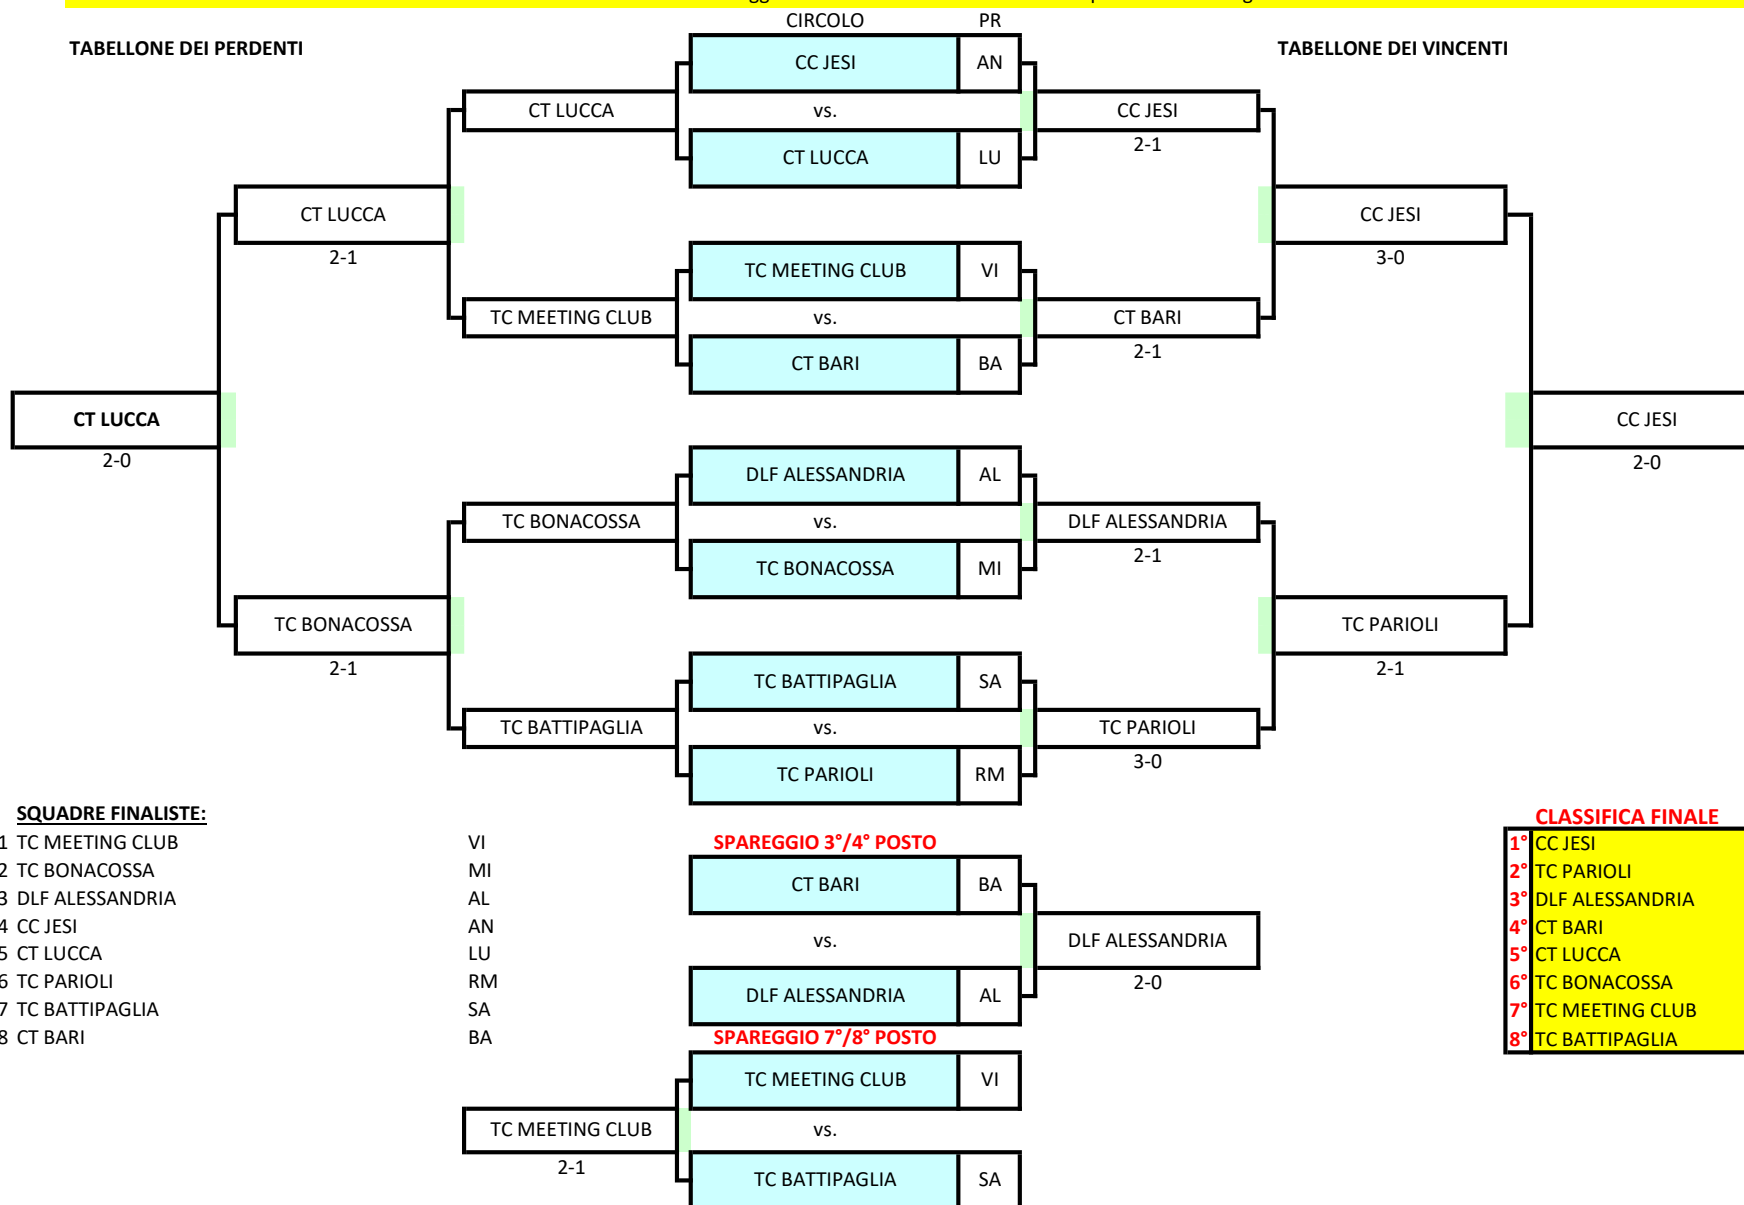 CIRCOLO PR
TABELLONE DEI PERDENTI TABELLONE DEI VINCENTI
CC JESI AN
CT LUCCA vs. CC JESI
2-1
CT LUCCA LU
CT LUCCA CC JESI
2-1 3-0
TC MEETING CLUB VI
TC MEETING CLUB vs. CT BARI
2-1
CT BARI BA
CT LUCCA CC JESI
2-0 2-0
DLF ALESSANDRIA AL
TC BONACOSSA vs. DLF ALESSANDRIA
2-1
TC BONACOSSA MI
TC BONACOSSA TC PARIOLI
2-1 2-1
TC BATTIPAGLIA SA
TC BATTIPAGLIA vs. TC PARIOLI
3-0
TC PARIOLI RM
SQUADRE FINALISTE:
1 TC MEETING CLUB VI
2 TC BONACOSSA MI
3 DLF ALESSANDRIA AL
4 CC JESI AN
5 CT LUCCA LU
6 TC PARIOLI RM
7 TC BATTIPAGLIA SA
8 CT BARI BA
SPAREGGIO 3°/4° POSTO
CT BARI BA
vs. DLF ALESSANDRIA
2-0
DLF ALESSANDRIA AL
SPAREGGIO 7°/8° POSTO
TC MEETING CLUB VI
TC MEETING CLUB vs.
2-1
TC BATTIPAGLIA SA
CLASSIFICA FINALE
1° CC JESI
2° TC PARIOLI
3° DLF ALESSANDRIA
4° CT BARI
5° CT LUCCA
6° TC BONACOSSA
7° TC MEETING CLUB
8° TC BATTIPAGLIA